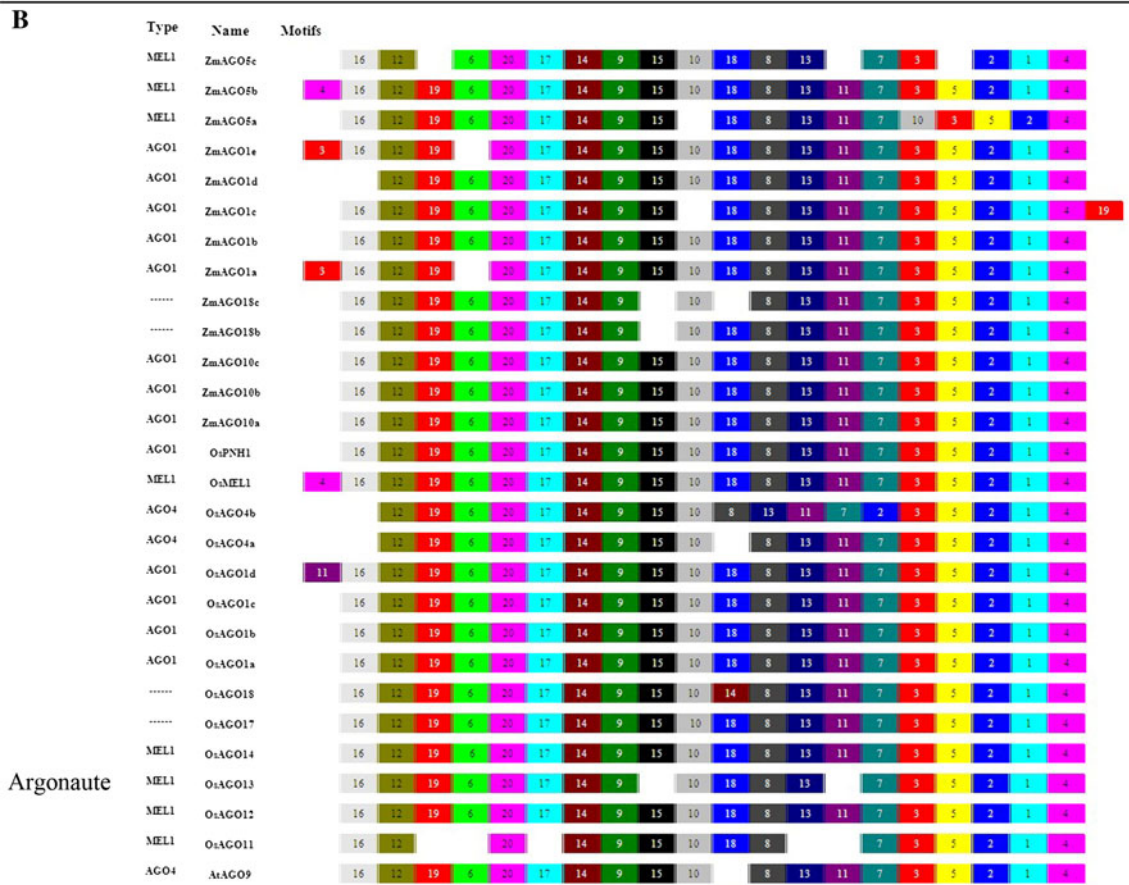 B
Type Name Motifs
MEL1 ZmAGO5c 16 12 6 20 17 14 9 15 10 18 8 13 7 3 2 1 4
MEL1 ZmAGO5b 4 16 12 19 6 20 17 14 9 15 10 18 8 13 11 7 3 5 2 1 4
MEL1 ZmAGO5a 16 12 19 6 20 17 14 9 15 18 8 13 11 7 10 3 5 2 4
AGO1 ZmAGO1e 3 16 12 19 20 17 14 9 15 10 18 8 13 11 7 3 5 2 1 4
AGO1 ZmAGO1d 12 19 6 20 17 14 9 15 10 18 8 13 11 7 3 5 2 1 4
AGO1 ZmAGO1c 16 12 19 6 20 17 14 9 15 18 8 13 11 7 3 5 2 1 4 19
AGO1 ZmAGO1b 16 12 19 6 20 17 14 9 15 10 18 8 13 11 7 3 5 2 1 4
AGO1 ZmAGO1a 3 16 12 19 20 17 14 9 15 10 18 8 13 11 7 3 5 2 1 4
------ ZmAGO18c 16 12 19 6 20 17 14 9 10 8 13 11 7 3 5 2 1 4
------ ZmAGO18b 16 12 19 6 20 17 14 9 10 18 8 13 11 7 3 5 2 1 4
AGO1 ZmAGO10c 16 12 19 6 20 17 14 9 15 10 18 8 13 11 7 3 5 2 1 4
AGO1 ZmAGO10b 16 12 19 6 20 17 14 9 15 10 18 8 13 11 7 3 5 2 1 4
AGO1 ZmAGO10a 16 12 19 6 20 17 14 9 15 10 18 8 13 11 7 3 5 2 1 4
AGO1 OsPNH1 16 12 19 6 20 17 14 9 15 10 18 8 13 11 7 3 5 2 1 4
MEL1 OsMEL1 4 16 12 19 6 20 17 14 9 15 10 18 8 13 11 7 3 5 2 1 4
AGO4 OsAGO4b 12 19 6 20 17 14 9 15 10 8 13 11 7 2 3 5 2 1 4
AGO4 OsAGO4a 12 19 6 20 17 14 9 15 10 8 13 11 7 3 5 2 1 4
AGO1 OsAGO1d 11 16 12 19 6 20 17 14 9 15 10 18 8 13 11 7 3 5 2 1 4
AGO1 OsAGO1c 16 12 19 6 20 17 14 9 15 10 18 8 13 11 7 3 5 2 1 4
AGO1 OsAGO1b 16 12 19 6 20 17 14 9 15 10 18 8 13 11 7 3 5 2 1 4
AGO1 OsAGO1a 16 12 19 6 20 17 14 9 15 10 18 8 13 11 7 3 5 2 1 4
------ OsAGO18 16 12 19 6 20 17 14 9 15 10 14 8 13 11 7 3 5 2 1 4
------ OsAGO17 16 12 19 6 20 17 14 9 15 10 18 8 13 11 7 3 5 2 1 4
MEL1 OsAGO14 16 12 19 6 20 17 14 9 15 10 18 8 13 11 7 3 5 2 1 4
Argonaute MEL1 OsAGO13 16 12 19 6 20 17 14 9 10 18 8 13 7 3 5 2 1 4
MEL1 OsAGO12 16 12 19 6 20 17 14 9 15 10 18 8 13 11 7 3 5 2 1 4
MEL1 OsAGO11 16 12 20 14 9 15 10 18 8 7 3 5 2 1 4
AGO4 AtAGO9 16 12 19 6 20 17 14 9 15 10 8 13 11 7 3 5 2 1 4